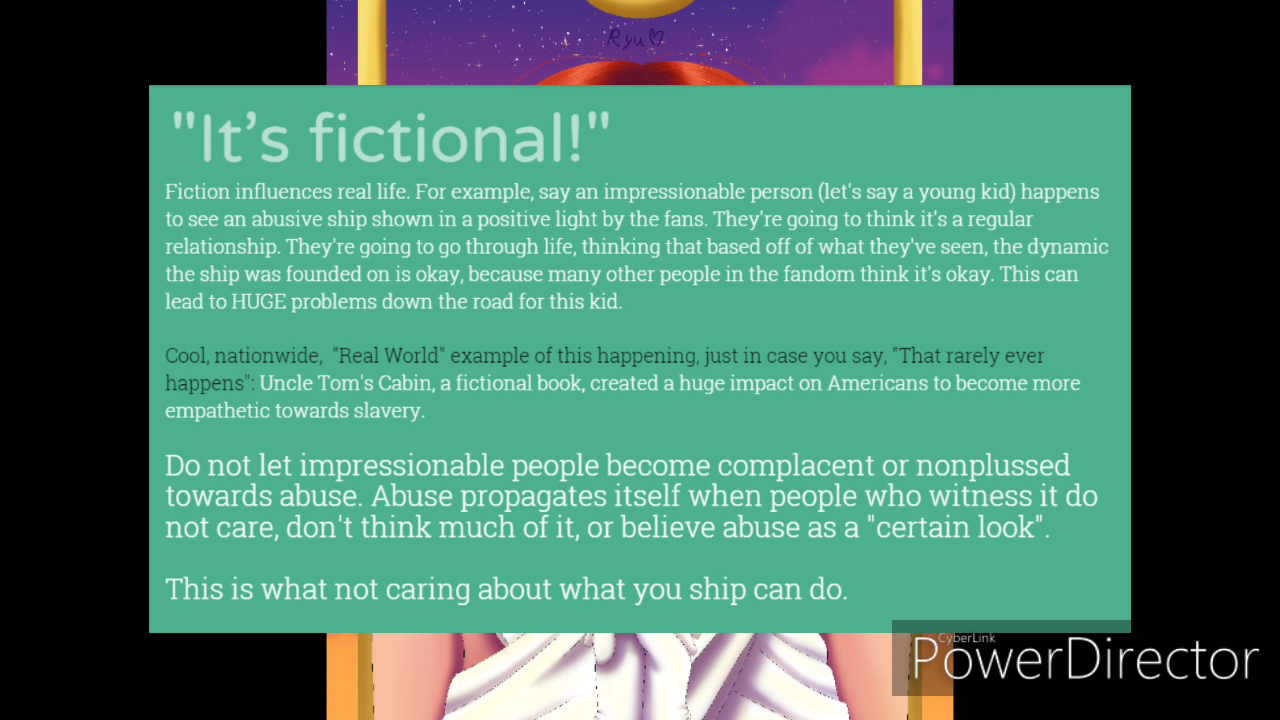 Ryu♡
"It's fictional!"
Fiction influences real life. For example, say an impressionable person (let's say a young kid) happens
to see an abusive ship shown in a positive light by the fans. They're going to think it's a regular
relationship. They're going to go through life, thinking that based off of what they've seen, the dynamic
the ship was founded on is okay, because many other people in the fandom think it's okay. This can
lead to HUGE problems down the road for this kid.
Cool, nationwide, "Real World" example of this happening, just in case you say, "That rarely ever
happens": Uncle Tom's Cabin, a fictional book, created a huge impact on Americans to become more
empathetic towards slavery.
Do not let impressionable people become complacent or nonplussed
towards abuse. Abuse propagates itself when people who witness it do
not care, don't think much of it, or believe abuse as a "certain look".
This is what not caring about what you ship can do.
CyberLink
PowerDirector